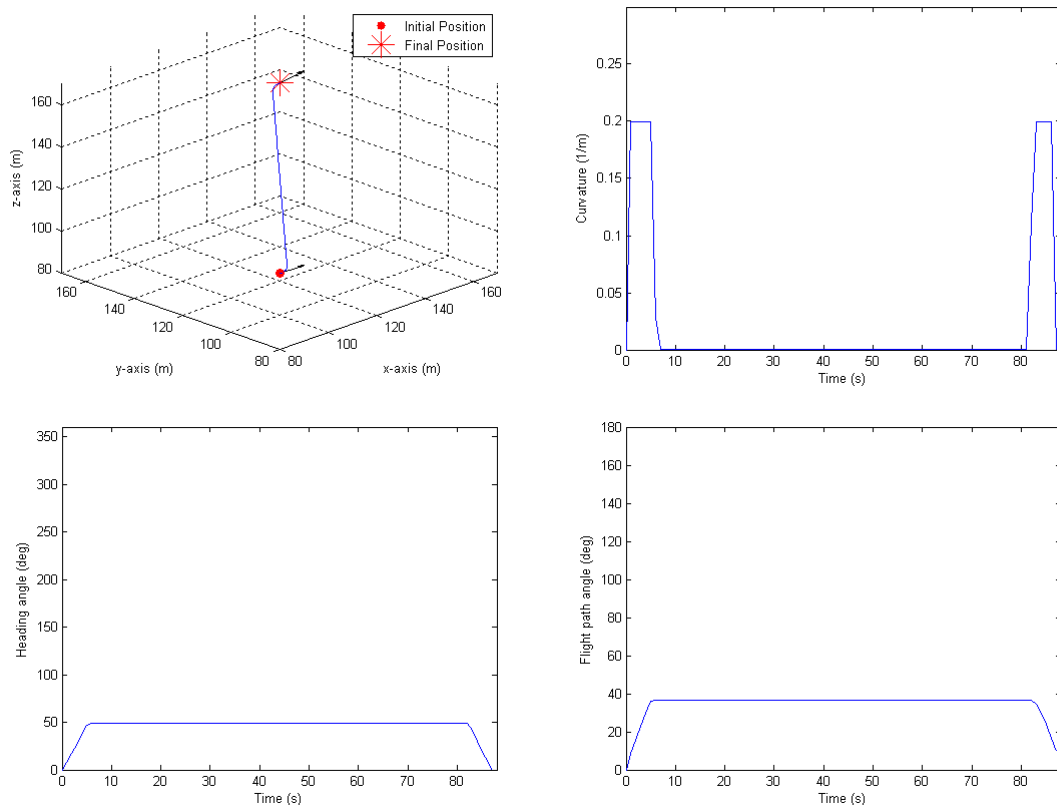 Initial Position
Final Position
z-axis (m)
160
140
120
100
80
160
140
120
100
80
y-axis (m)
80
100
120
140
160
x-axis (m)
Curvature (1/m)
0.25
0.2
0.15
0.1
0.05
0
0 10 20 30 40 50 60 70 80
Time (s)
Heading angle (deg)
350
300
250
200
150
100
50
0
0 10 20 30 40 50 60 70 80
Time (s)
Flight path angle (deg)
180
160
140
120
100
80
60
40
20
0
0 10 20 30 40 50 60 70 80
Time (s)